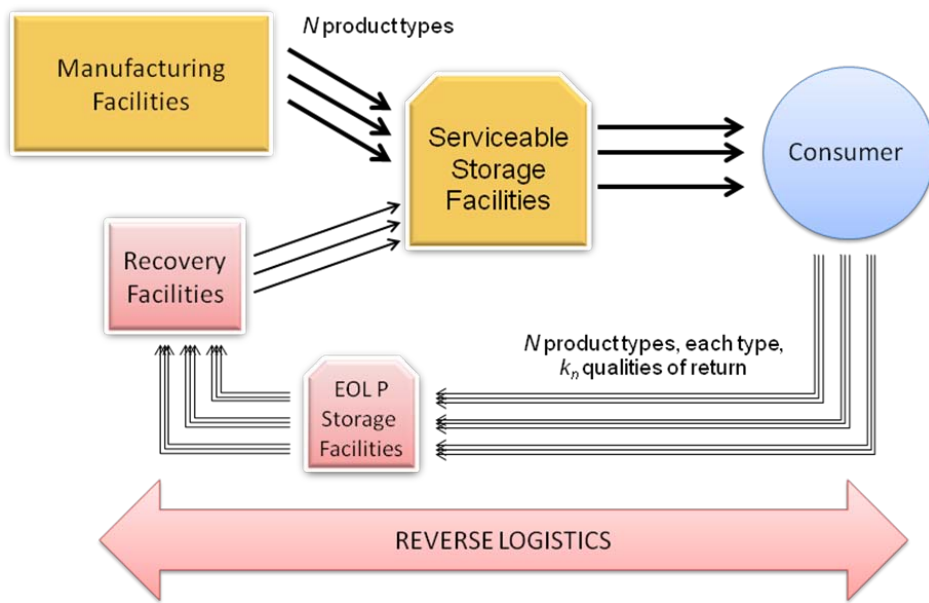 N product types
Manufacturing
Facilities
Serviceable
Storage
Facilities
Consumer
Recovery
Facilities
N product types, each type,
kn qualities of return
EOL P
Storage
Facilities
REVERSE LOGISTICS